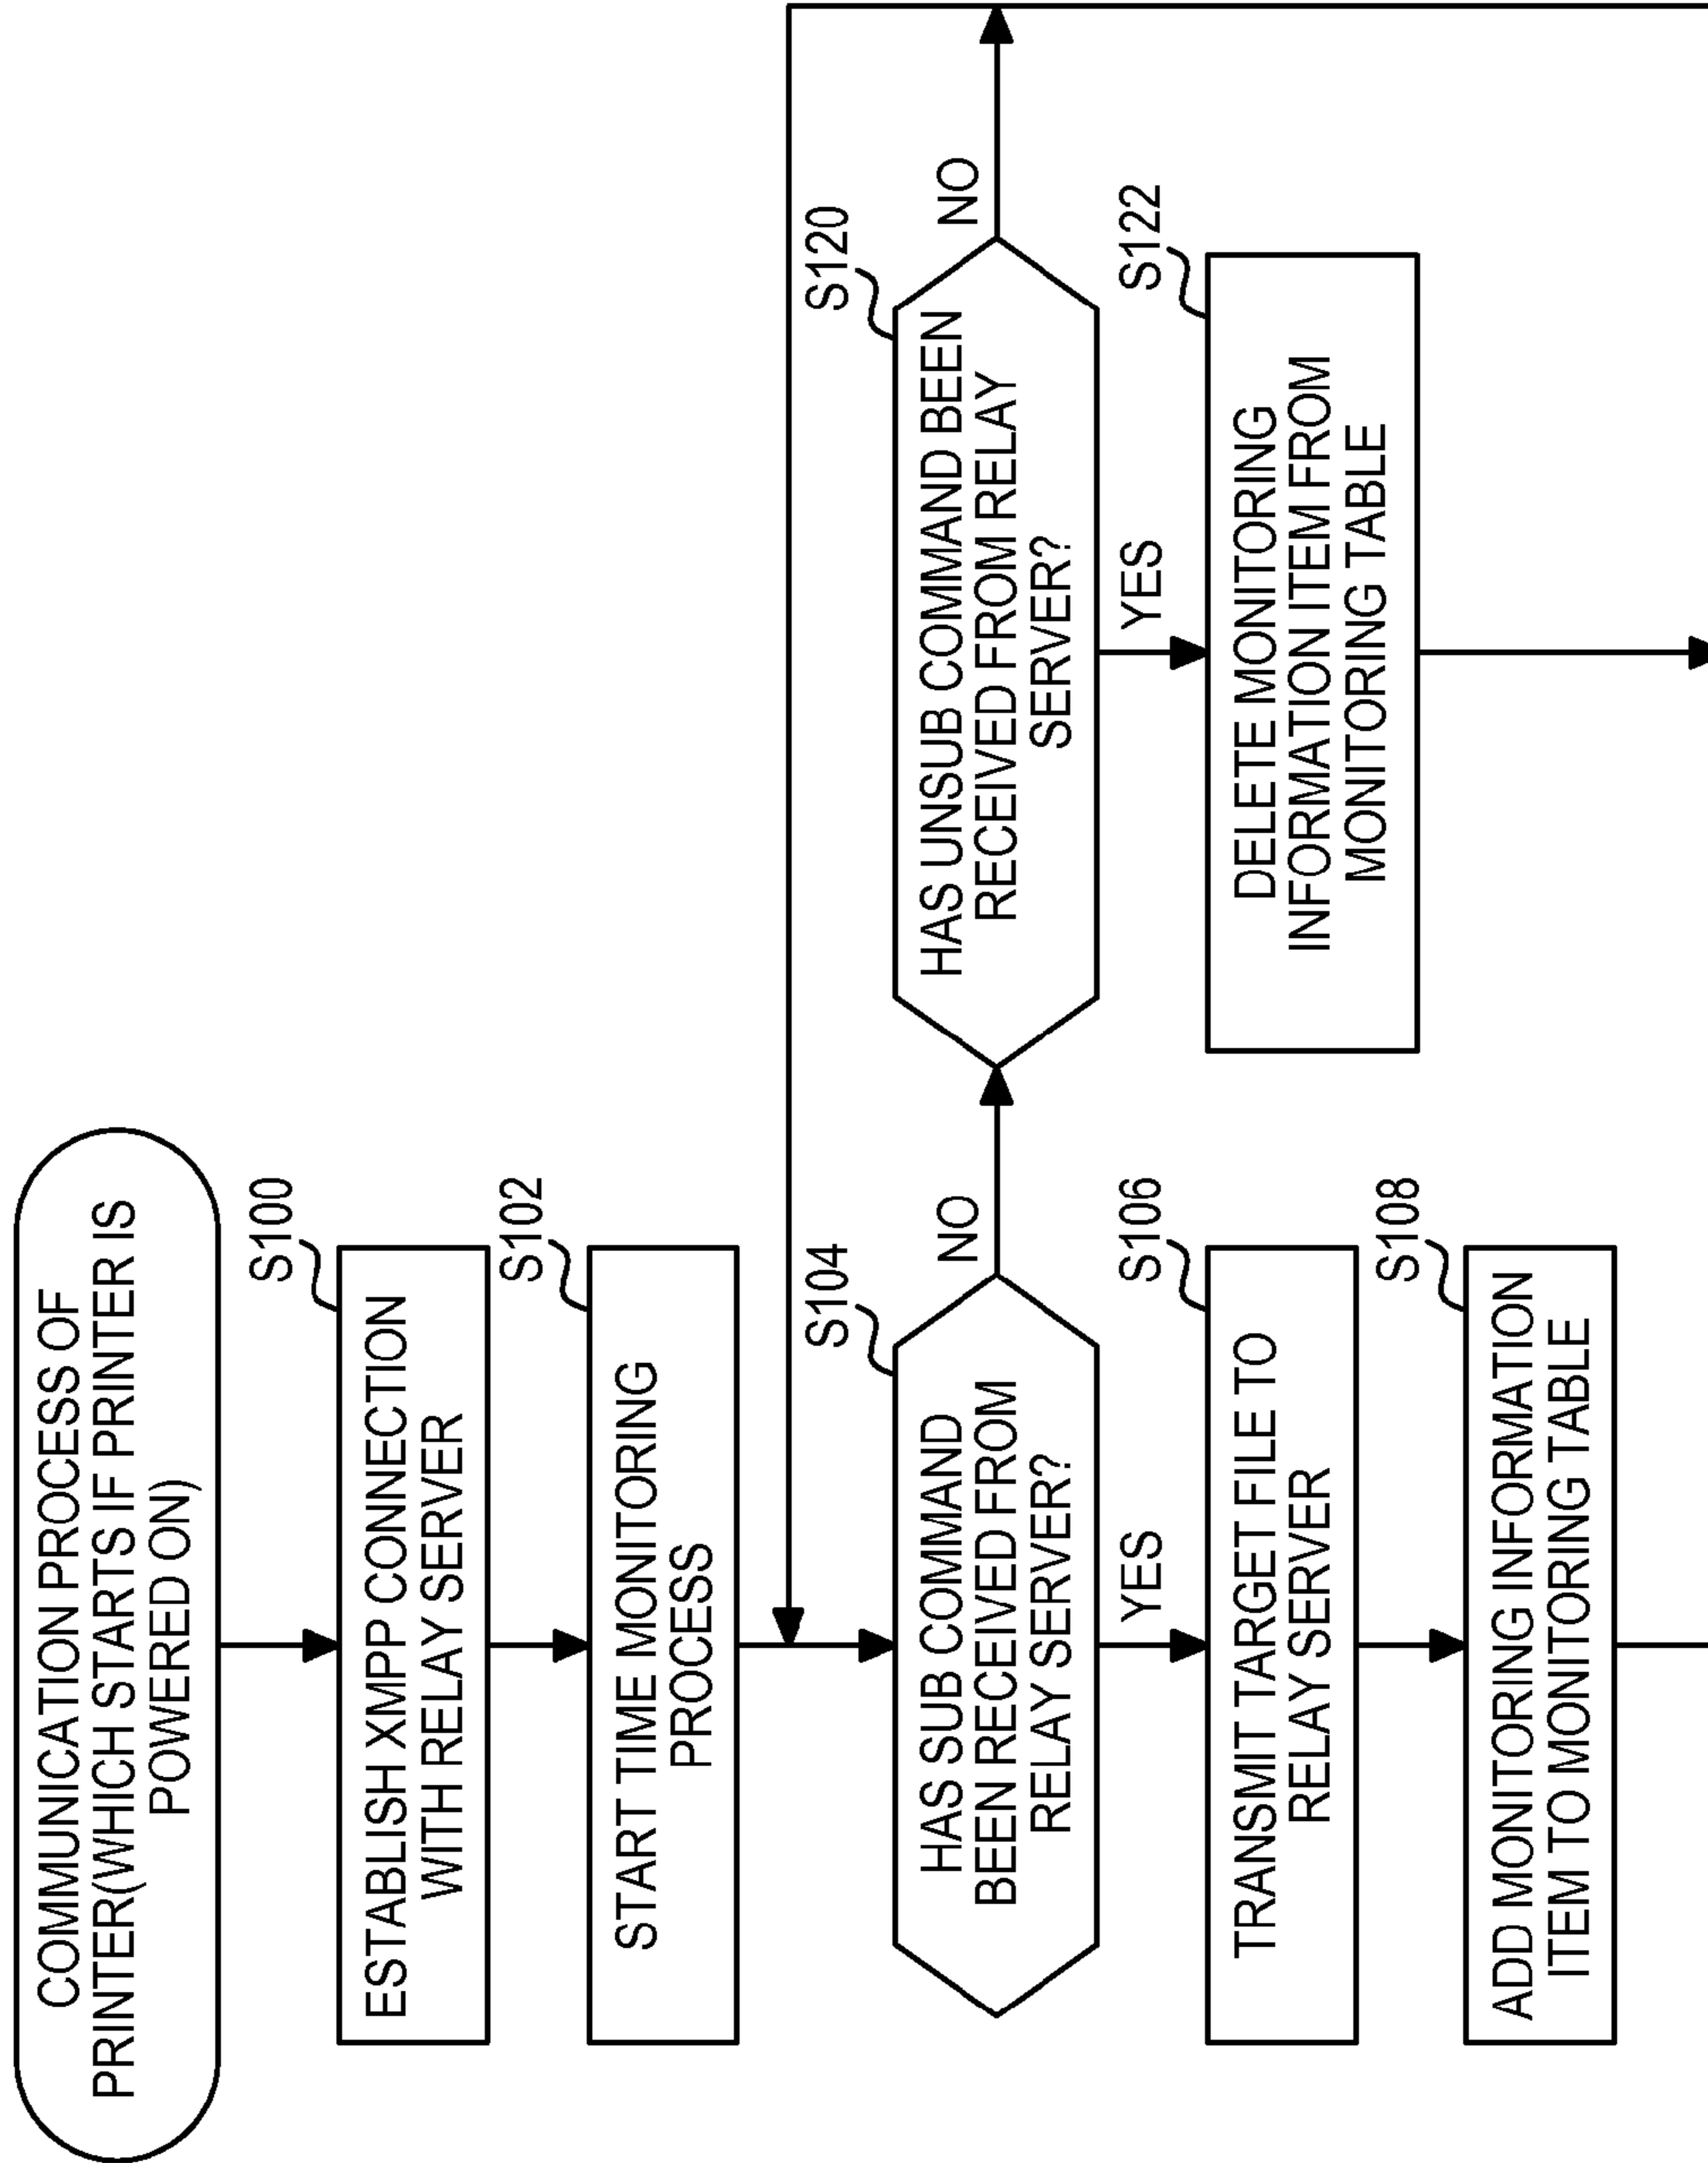 COMMUNICATION PROCESS OF
PRINTER(WHICH STARTS IF PRINTER IS
POWERED ON)
S100
ESTABLISH XMPP CONNECTION
WITH RELAY SERVER
S102
START TIME MONITORING
PROCESS
S104
HAS SUB COMMAND
BEEN RECEIVED FROM
RELAY SERVER?
NO
YES
S106
TRANSMIT TARGET FILE TO
RELAY SERVER
S108
ADD MONITORING INFORMATION
ITEM TO MONITORING TABLE
S120
HAS UNSUB COMMAND BEEN
RECEIVED FROM RELAY
SERVER?
NO
YES
S122
DELETE MONITORING
INFORMATION ITEM FROM
MONITORING TABLE